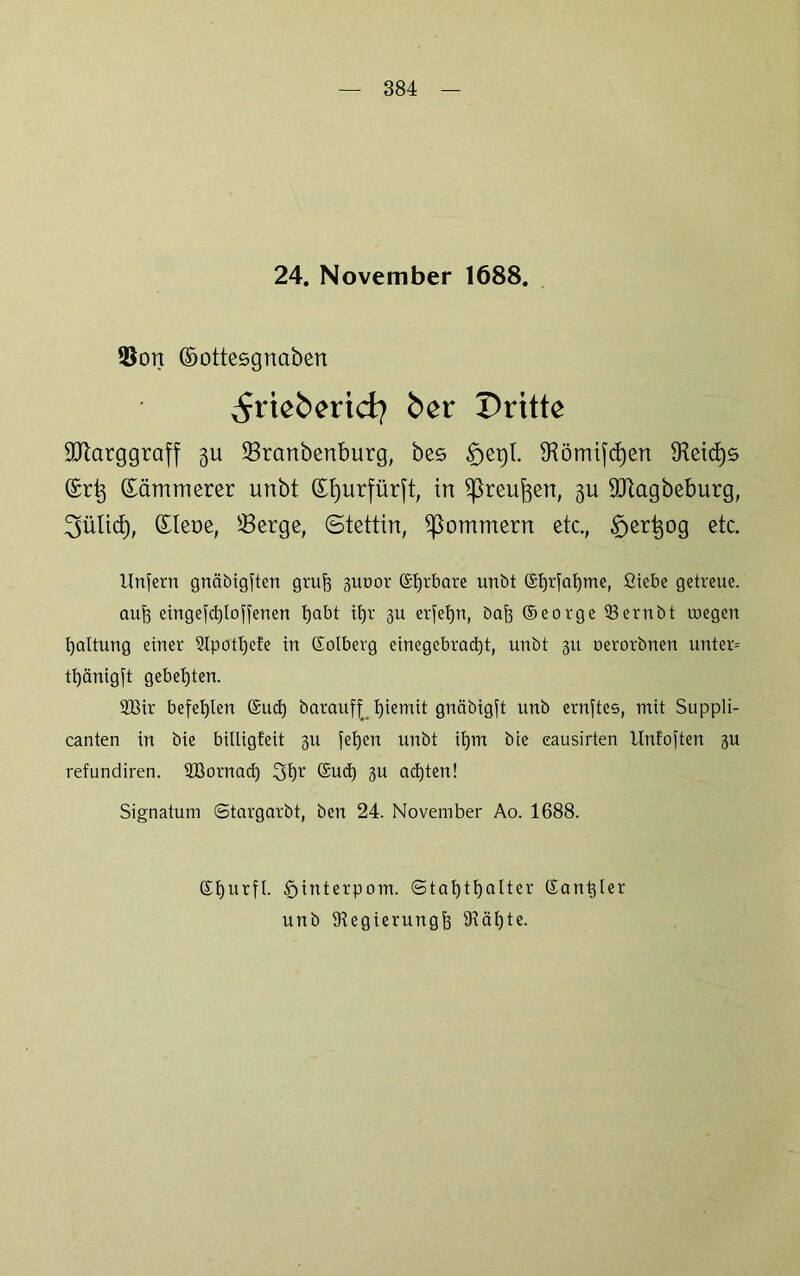 — 384 —
24. November 1688.
Von Gottesgnaden
Friederich der Dritte
Marggraff zu Brandenburg, des Heyl. Römischen Reichs
Ertz Cämmerer undt Churfürst, in Preußen, zu Magdeburg,
Jülich, Cleve, Berge, Stettin, Pommern etc., Hertzog etc.
Unsern gnädigsten gruß zuvor Ehrbare undt Ehrsahme, Liebe getreue.
auß eingeschlossenen habt ihr zu ersehn, daß George Berndt wegen
haltung einer Apotheke in Colberg einegebracht, undt zu verordnen unter-
thänigst gebehten.
Wir befehlen Euch darauff hiemit gnädigst und ernstes, mit Suppli-
canten in die billigkeit zu sehen undt ihm die causirten Unkosten zu
refundiren. Wornach Ihr Euch zu achten!
Signatum Stargardt, den 24. November Ao. 1688.
Churfl. Hinterpom. Stahthalter Cantzler
und Regierungß Rähte.